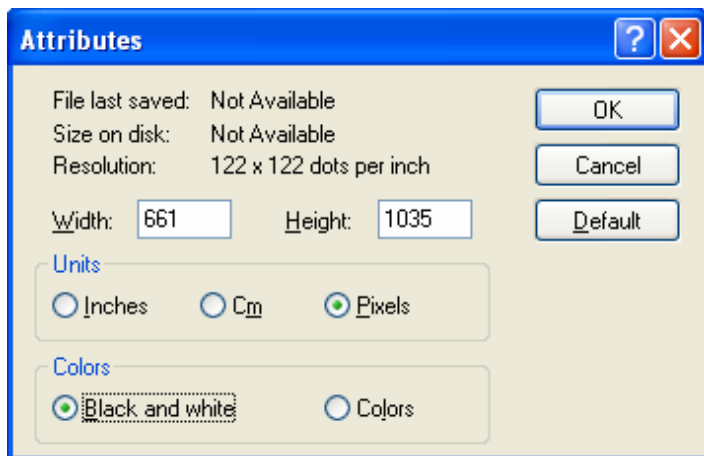 Attributes
File last saved: Not Available
Size on disk: Not Available
Resolution: 122 x 122 dots per inch
OK
Cancel
Default
Width: 661 Height: 1035
Units
Inches Cm Pixels
Colors
Black and white Colors